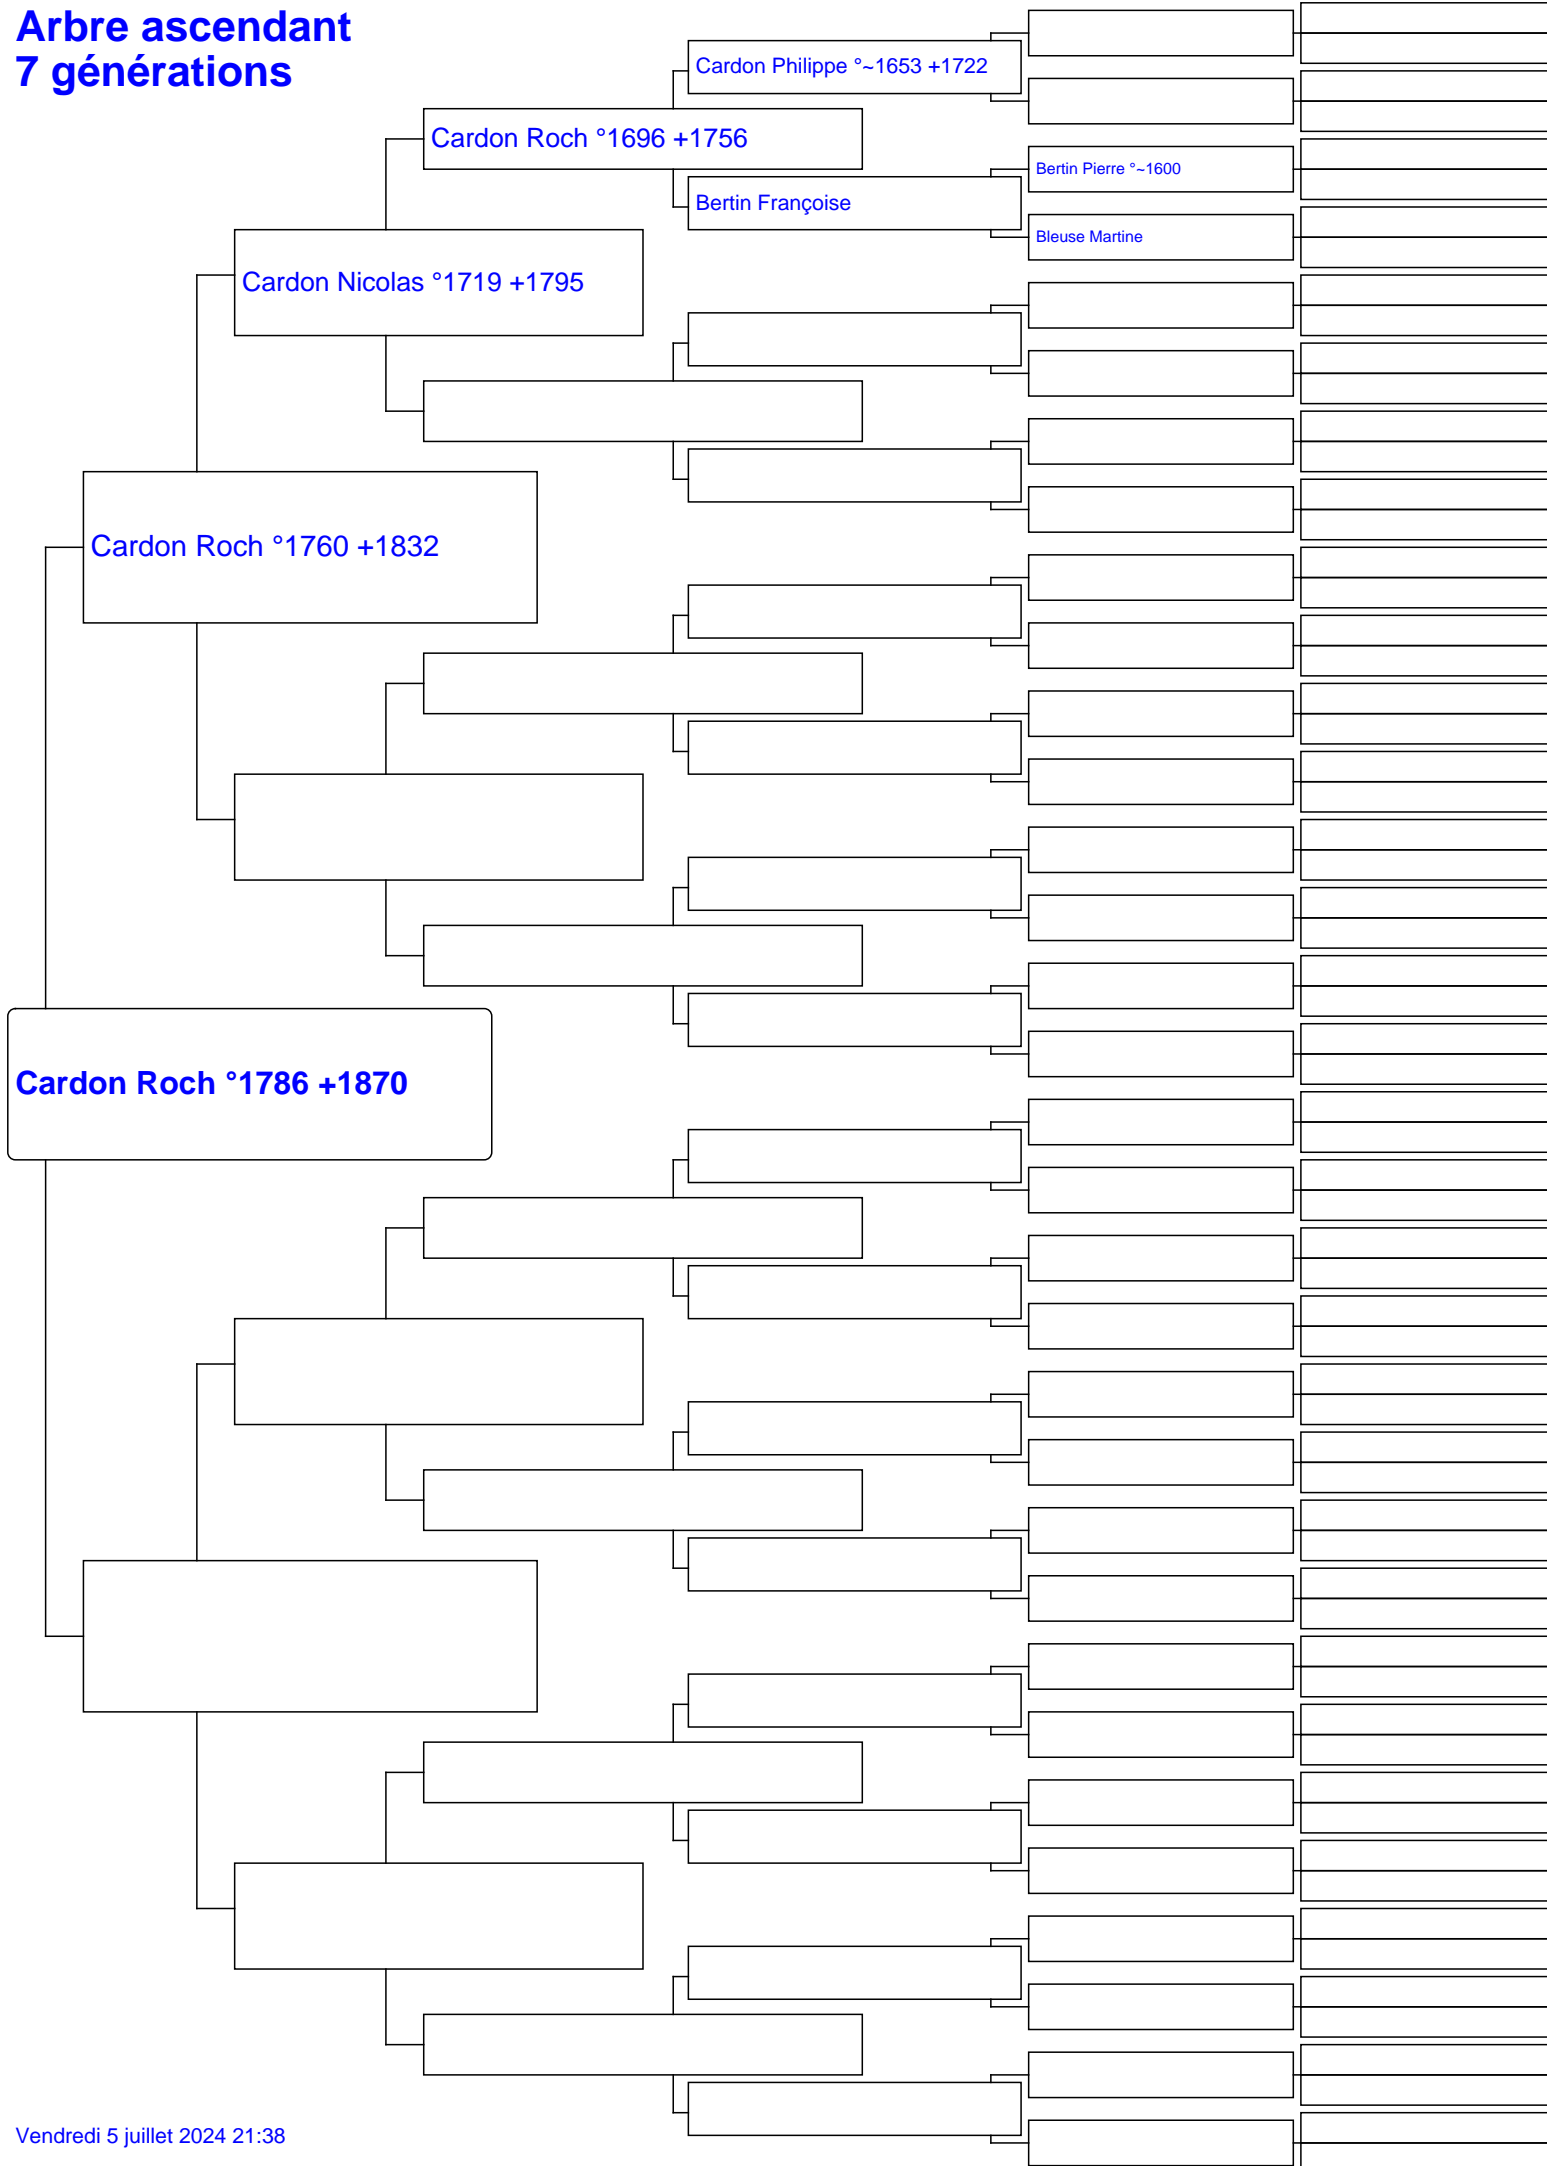 Arbre ascendant
7 générations
Cardon Philippe °~1653 +1722
Cardon Roch °1696 +1756
Bertin Pierre °~1600
Bertin Françoise
Bleuse Martine
Cardon Nicolas °1719 +1795
Cardon Roch °1760 +1832
Cardon Roch °1786 +1870
Vendredi 5 juillet 2024 21:38